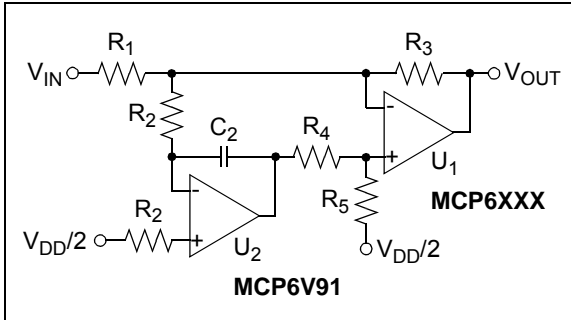 R1
R3
VIN
VOUT
R2
C2
R4
-
+
U1
R5
MCP6XXX
-
R2
+
VDD/2
U2
VDD/2
MCP6V91